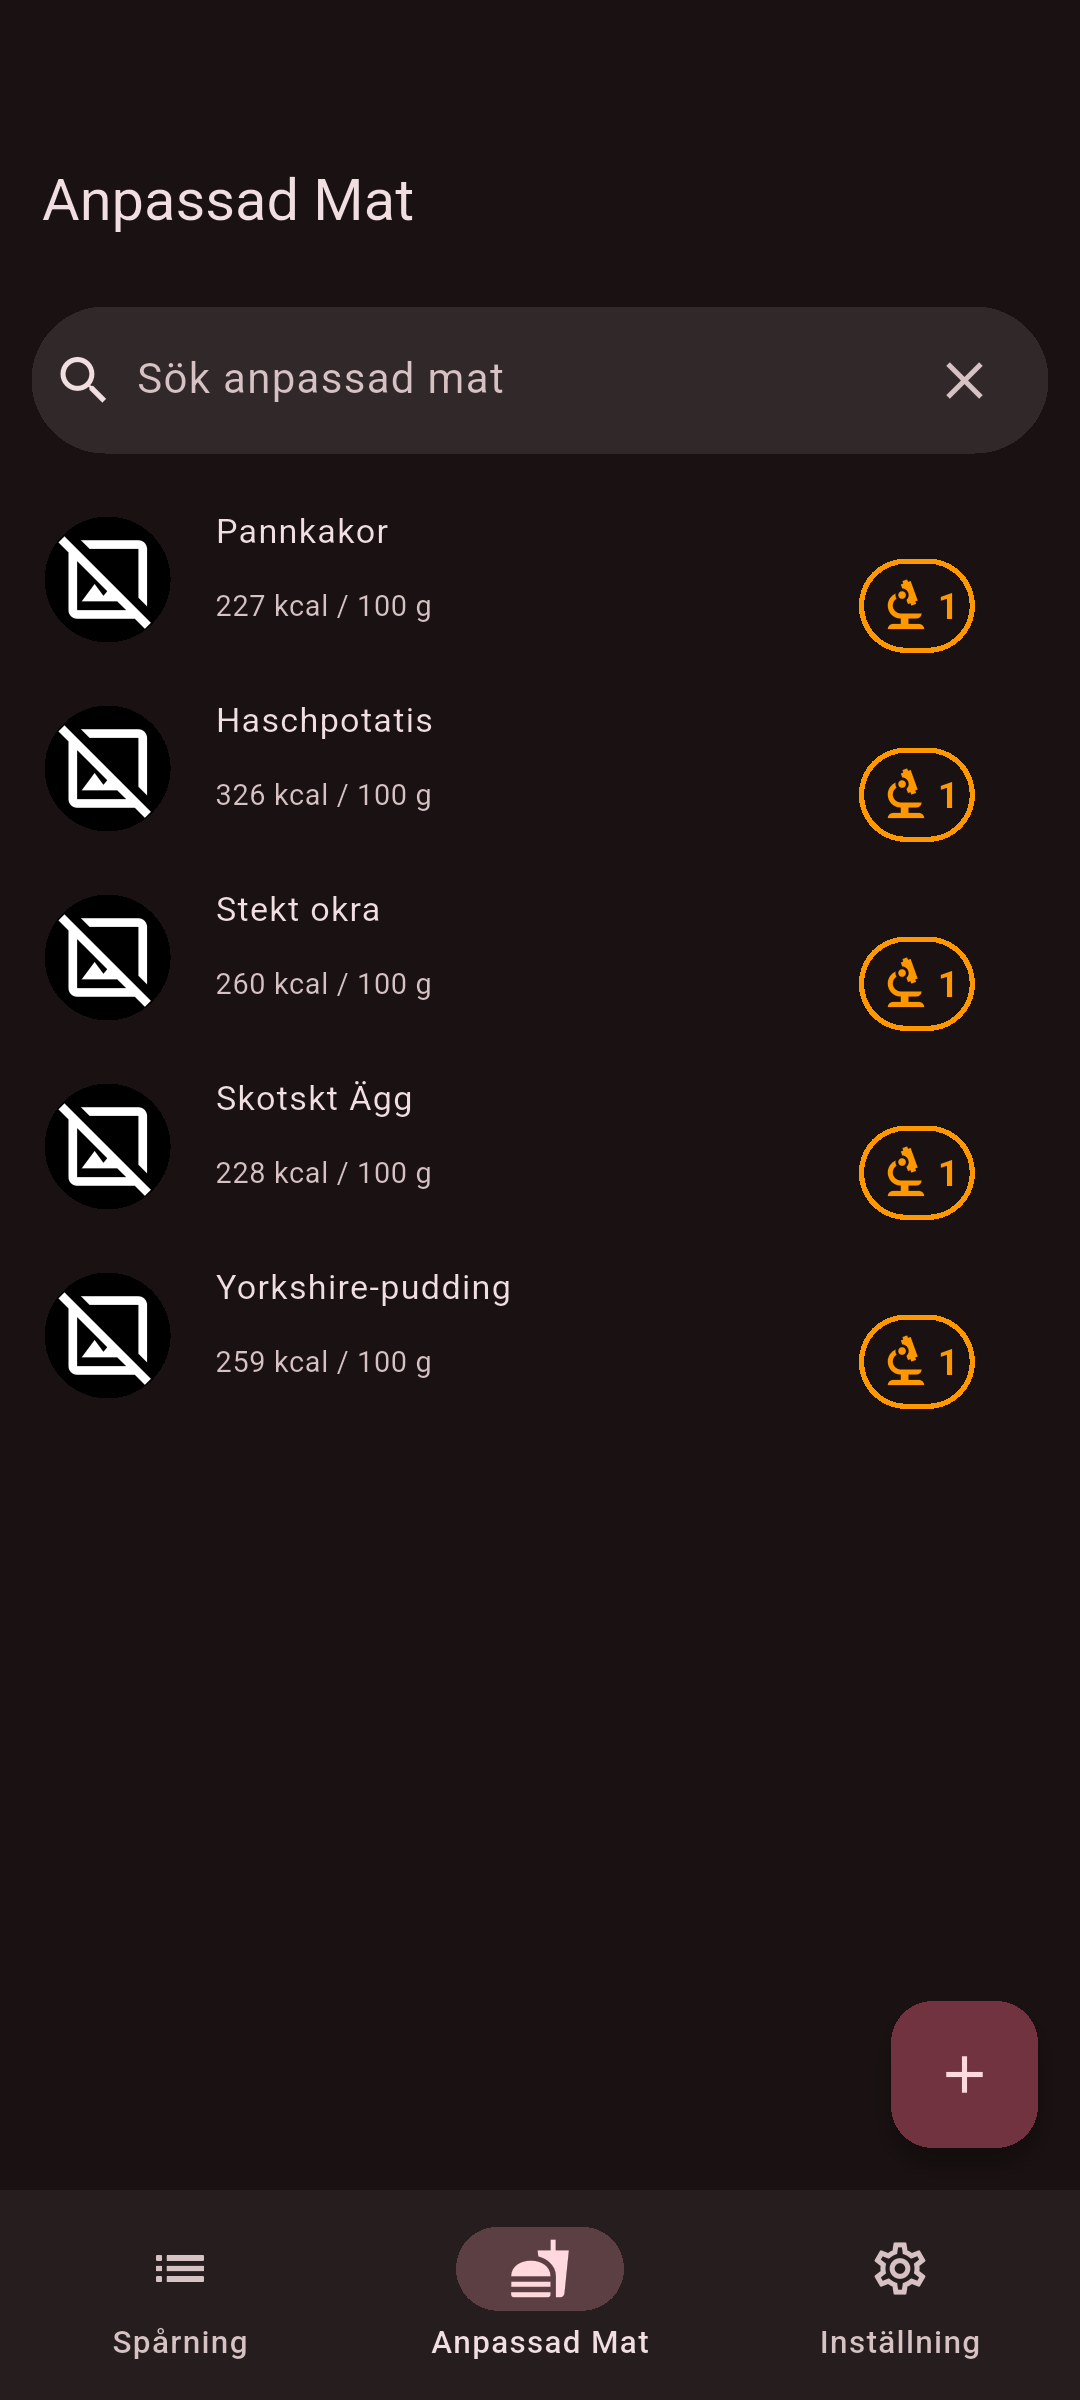 Anpassad Mat
Sök anpassad mat
Pannkakor
227 kcal / 100 g
1
Haschpotatis
326 kcal / 100 g
1
Stekt okra
260 kcal / 100 g
1
Skotskt Ägg
228 kcal / 100 g
1
Yorkshire-pudding
259 kcal / 100 g
1
Spårning
Anpassad Mat
Inställning